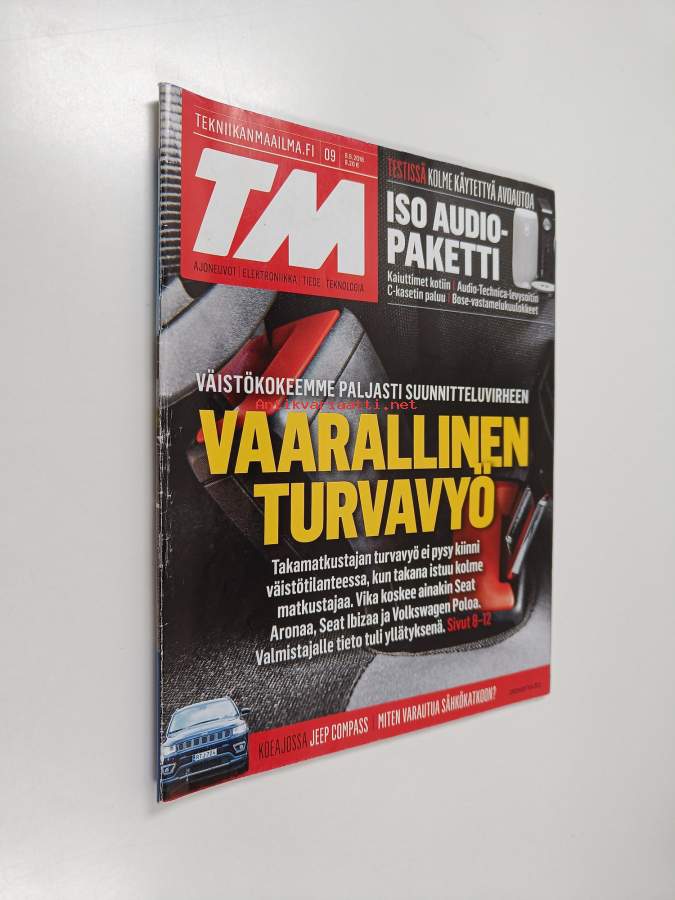 TEKNIIKANMAAILMA.FI | 09
TM
AJONEUVOT | ELEKTRONIIKKA | TIEDE | TEKNOLOGIA
TESTISSÄ KOLME KÄYTETTYÄ AVOAUTOA
ISO AUDIO-
PAKETTI
Kaiuttimet kotiin | Audio-Technica-levysoitin
C-kasetin paluu | Bose-vastamelukuulokkeet
VÄISTÖKOKEEMME PALJASTI SUUNNITTELUVIRHEEN
Antikvariaatti.net
VAARALLINEN
TURVAVYÖ
Takamatkustajan turvavyö ei pysy kiinni
väistötilanteessa, kun takana istuu kolme
matkustajaa. Vika koskee ainakin Seat
Aronaa, Seat Ibizaa ja Volkswagen Poloa.
Valmistajalle tieto tuli yllätyksenä. Sivut 8–12
KOEAJOSSA JEEP COMPASS | MITEN VARAUTUA SÄHKÖKATKOON?